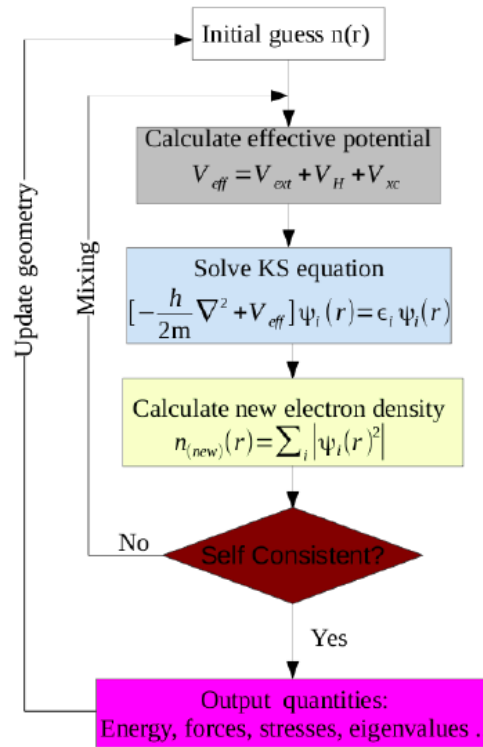 Initial guess n(r)
Calculate effective potential
V_eff = V_ext + V_H + V_xc
Solve KS equation
[-h/2m ∇² + V_eff] ψ_i(r) = ϵ_i ψ_i(r)
Calculate new electron density
n_(new)(r) = ∑_i |ψ_i(r)²|
Self Consistent?
No
Yes
Mixing
Update geometry
Output quantities:
Energy, forces, stresses, eigenvalues .